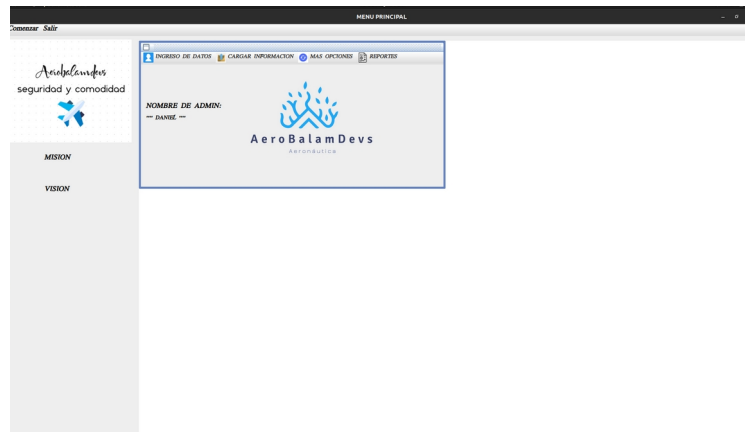 MENU PRINCIPAL
Comenzar Salir
Aerobalamdevs
seguridad y comodidad
MISION
VISION
INGRESO DE DATOS CARGAR INFORMACION MAS OPCIONES REPORTES
NOMBRE DE ADMIN:
--- DANIEL ---
AeroBalamDevs
Aeronáutica